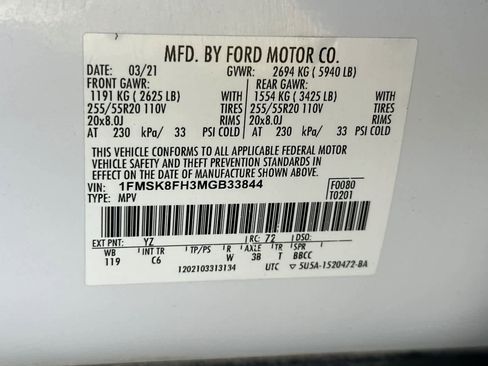 MFD. BY FORD MOTOR CO.
DATE: 03/21 GVWR: 2694 KG ( 5940 LB)
FRONT GAWR: REAR GAWR:
1191 KG ( 2625 LB) WITH 1554 KG ( 3425 LB) WITH
255/55R20 110V TIRES 255/55R20 110V TIRES
20x8.0J RIMS 20x8.0J RIMS
AT 230 kPa/ 33 PSI COLD AT 230 kPa/ 33 PSI COLD
THIS VEHICLE CONFORMS TO ALL APPLICABLE FEDERAL MOTOR
VEHICLE SAFETY AND THEFT PREVENTION STANDARDS IN
EFFECT ON THE DATE OF MANUFACTURE SHOWN ABOVE.
VIN: 1FMSK8FH3MGB33844 F0080
TYPE: MPV T0201
EXT PNT: YZ RC: 72 DSO:
WB INT TR TP/PS R AXLE TR SPR
119 C6 W 3B T BBCC
1202103313134 UTC ▽ 5U5A-1520472-BA